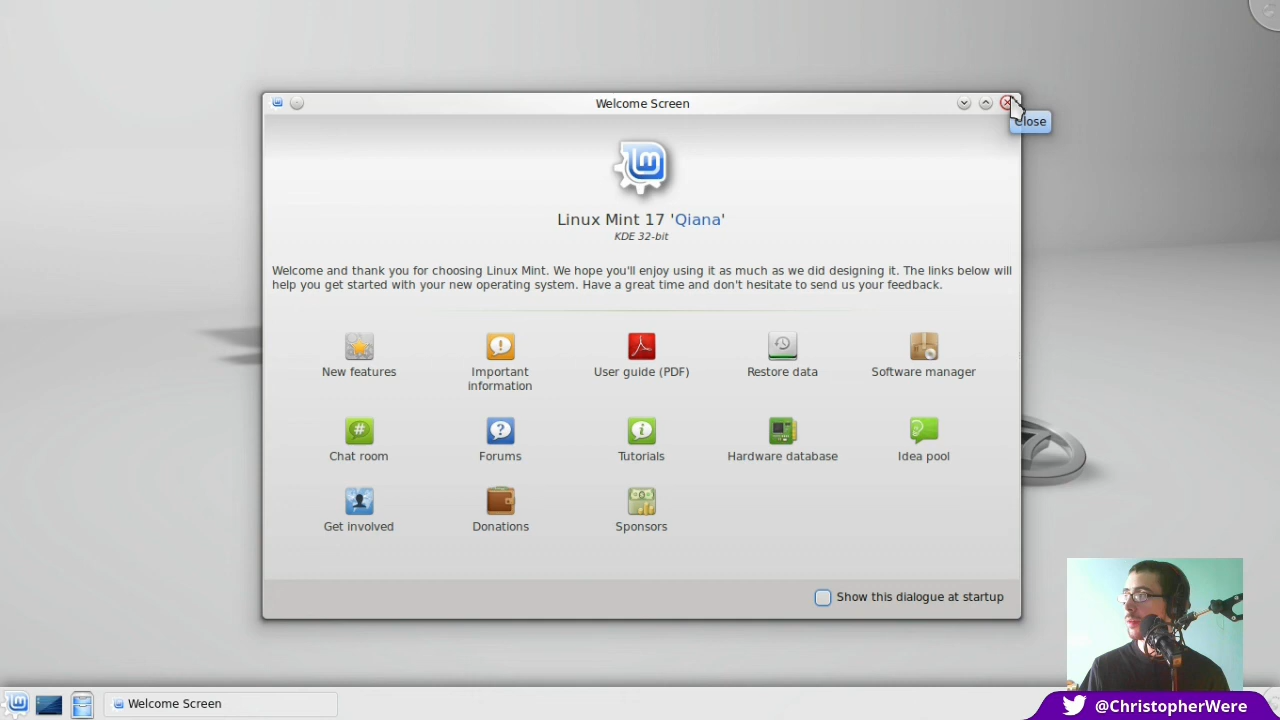 Welcome Screen
Close
Linux Mint 17 'Qiana'
KDE 32-bit
Welcome and thank you for choosing Linux Mint. We hope you'll enjoy using it as much as we did designing it. The links below will
help you get started with your new operating system. Have a great time and don't hesitate to send us your feedback.
New features
Important
information
User guide (PDF)
Restore data
Software manager
Chat room
Forums
Tutorials
Hardware database
Idea pool
Get involved
Donations
Sponsors
Show this dialogue at startup
Welcome Screen
@ChristopherWere